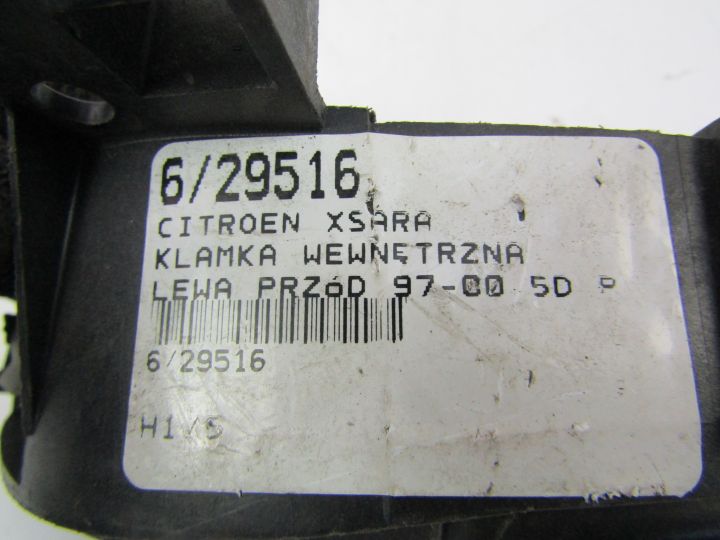 6/29516
CITROEN XSARA
KLAMKA WEWNĘTRZNA
LEWA PRZÓD 97-00 5D P
6/29516
H1/5